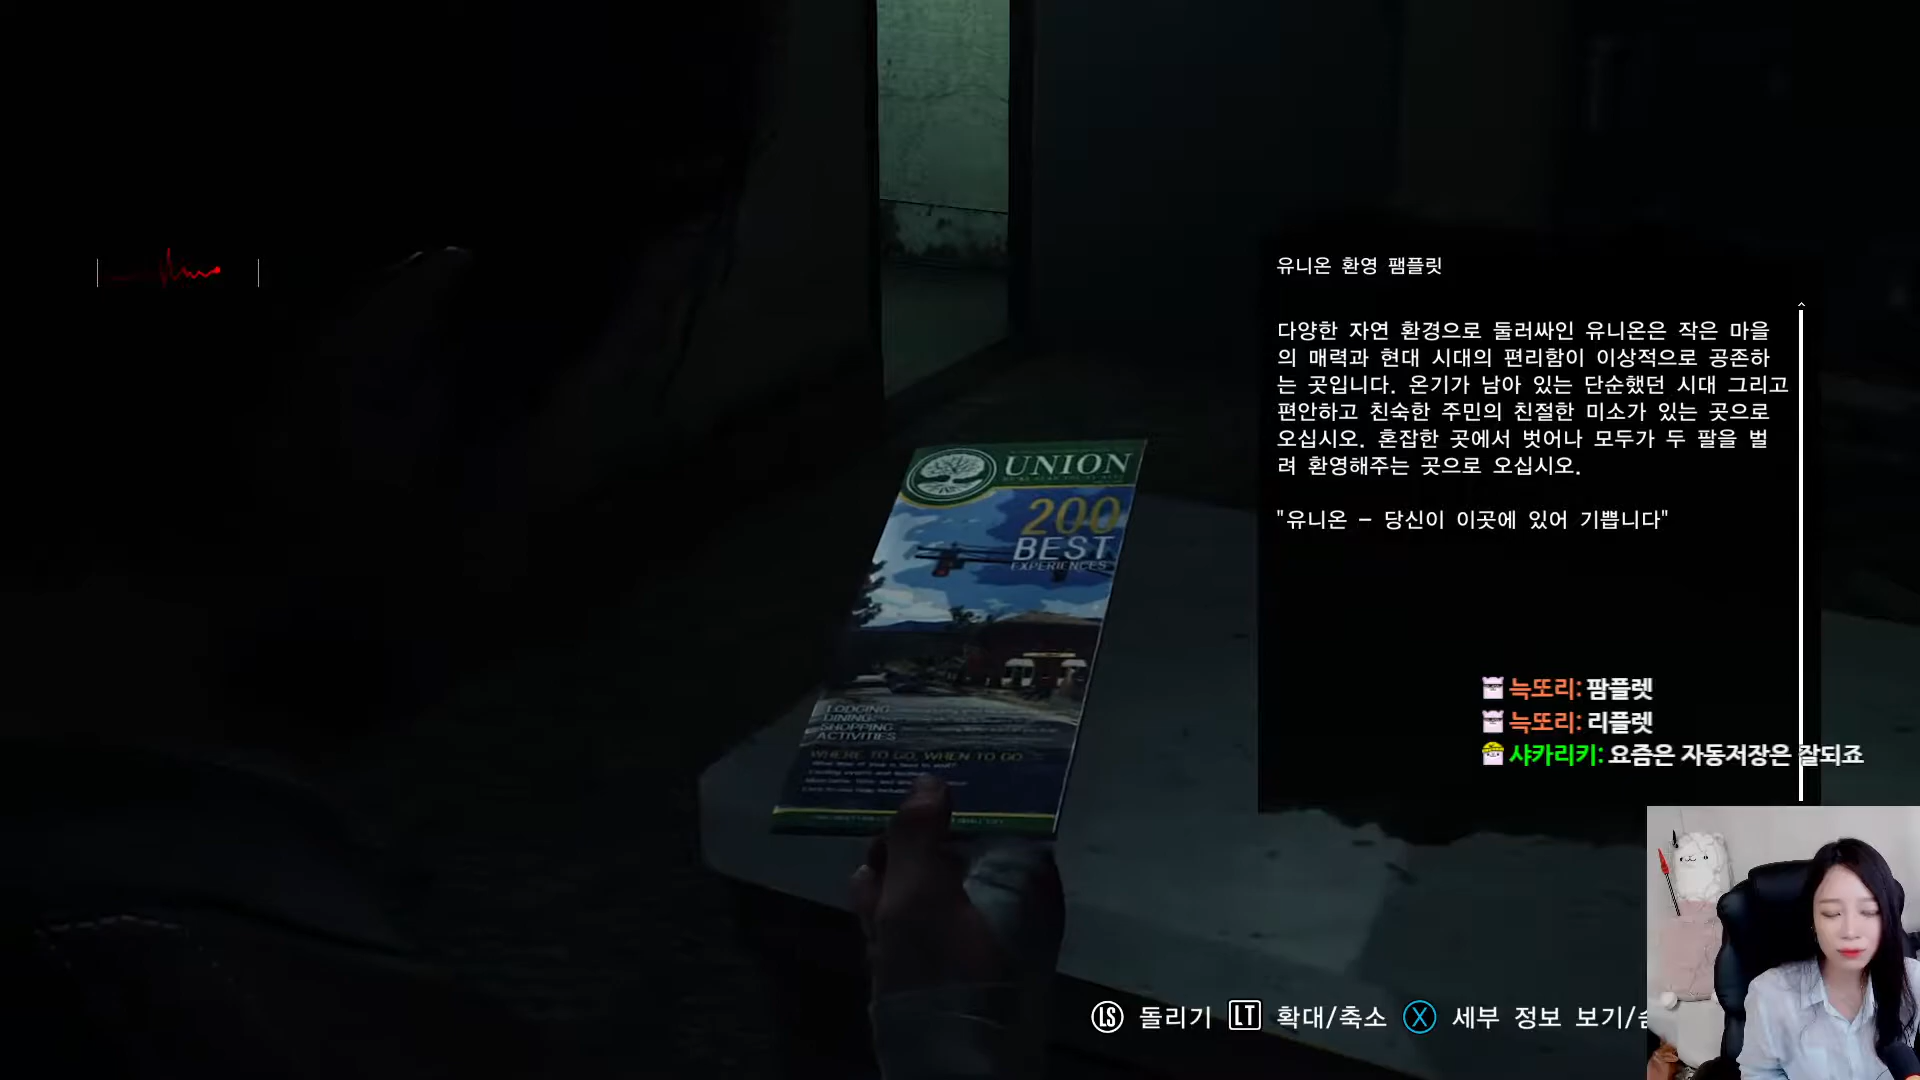 유니온 환영 팸플릿
다양한 자연 환경으로 둘러싸인 유니온은 작은 마을
의 매력과 현대 시대의 편리함이 이상적으로 공존하
는 곳입니다. 온기가 남아 있는 단순했던 시대 그리고
편안하고 친숙한 주민의 친절한 미소가 있는 곳으로
오십시오. 혼잡한 곳에서 벗어나 모두가 두 팔을 벌
려 환영해주는 곳으로 오십시오.
"유니온 – 당신이 이곳에 있어 기쁩니다"
UNION
200
BEST
EXPERIENCES
LODGING
DINING
SHOPPING
ACTIVITIES
WHERE TO GO, WHEN TO GO
늑또리: 팜플렛
늑또리: 리플렛
샤카리키: 요즘은 자동저장은 잘되죠
LS 돌리기 LT 확대/축소 X 세부 정보 보기/